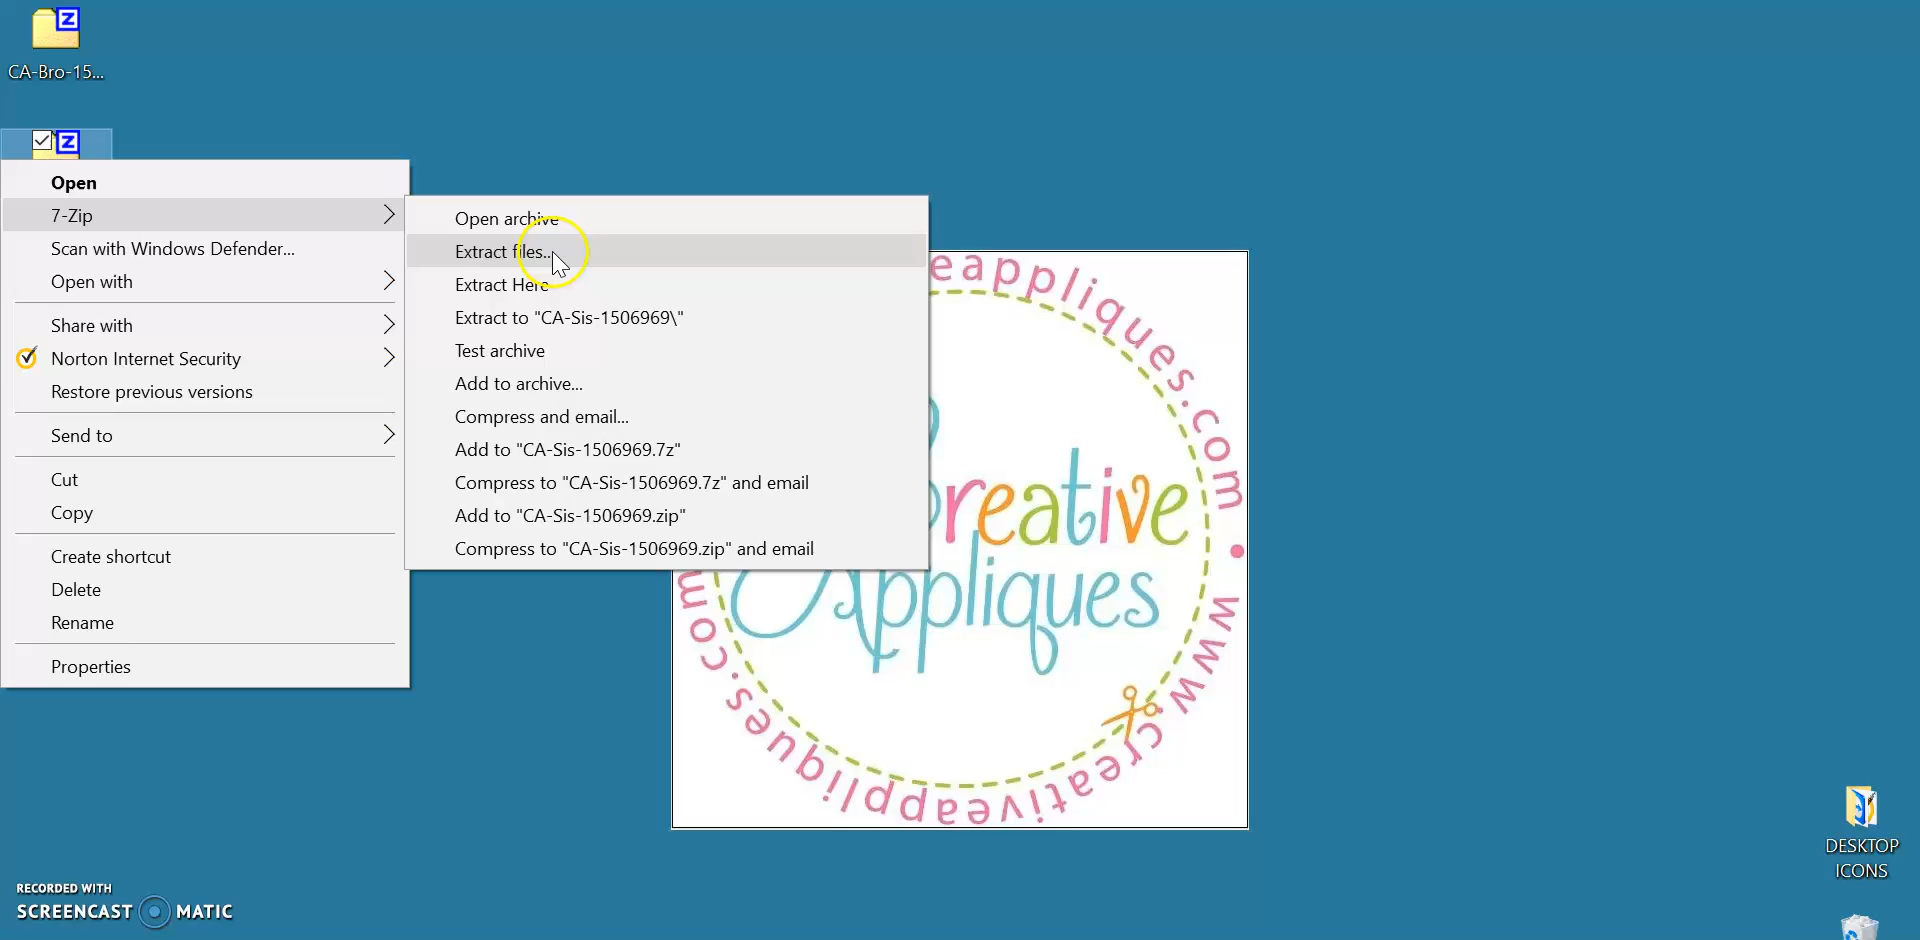 CA-Bro-15...
Open
7-Zip
Scan with Windows Defender...
Open with
Share with
Norton Internet Security
Restore previous versions
Send to
Cut
Copy
Create shortcut
Delete
Rename
Properties
Open archive
Extract files...
Extract Here
Extract to "CA-Sis-1506969\"
Test archive
Add to archive...
Compress and email...
Add to "CA-Sis-1506969.7z"
Compress to "CA-Sis-1506969.7z" and email
Add to "CA-Sis-1506969.zip"
Compress to "CA-Sis-1506969.zip" and email
eappliques.com • www.creativeappliques.com
reative
Appliques
DESKTOP
ICONS
RECORDED WITH
SCREENCAST MATIC